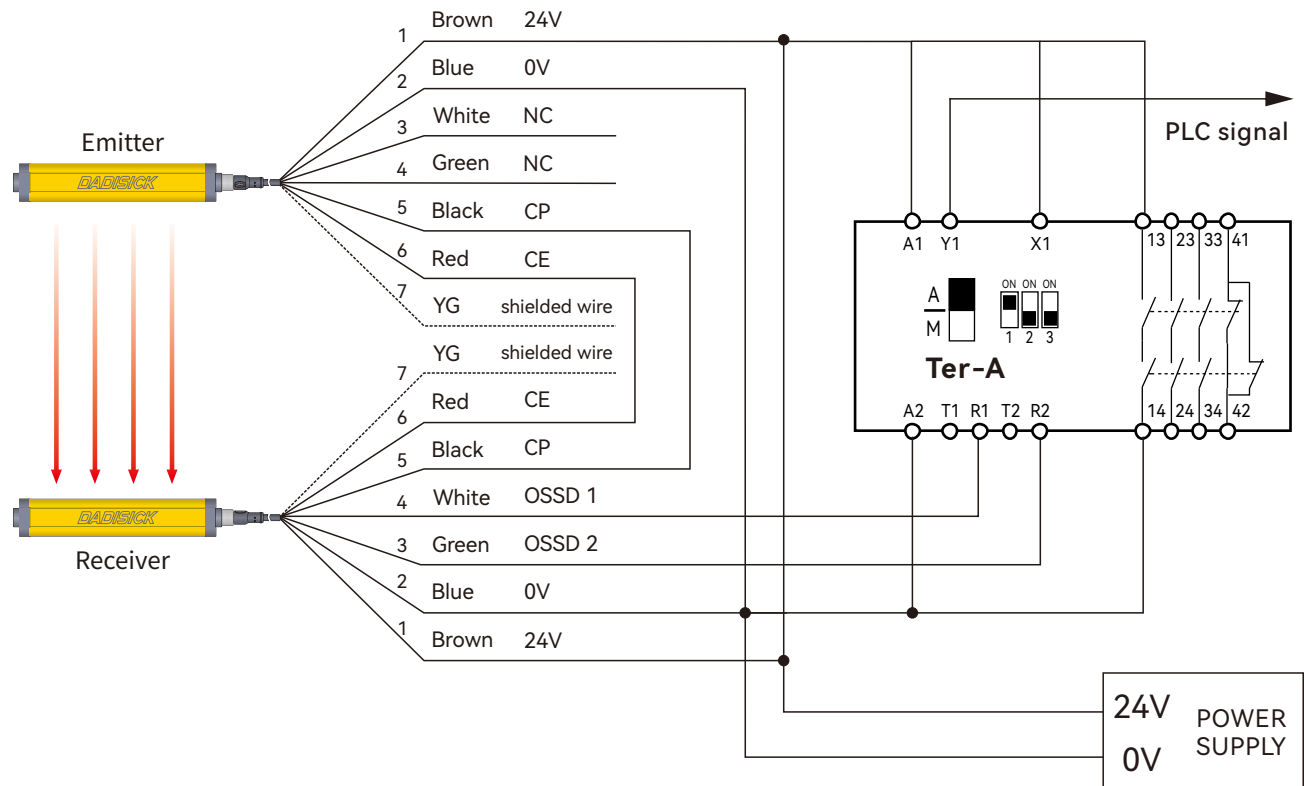 1 Brown 24V
2 Blue 0V
3 White NC
4 Green NC
5 Black CP
6 Red CE
7 YG shielded wire
7 YG shielded wire
6 Red CE
5 Black CP
4 White OSSD 1
3 Green OSSD 2
2 Blue 0V
1 Brown 24V
Emitter
DADISICK
DADISICK
Receiver
PLC signal
A1 Y1 X1 13 23 33 41
A
M
ON ON ON
1 2 3
Ter-A
A2 T1 R1 T2 R2 14 24 34 42
24V
0V
POWER
SUPPLY